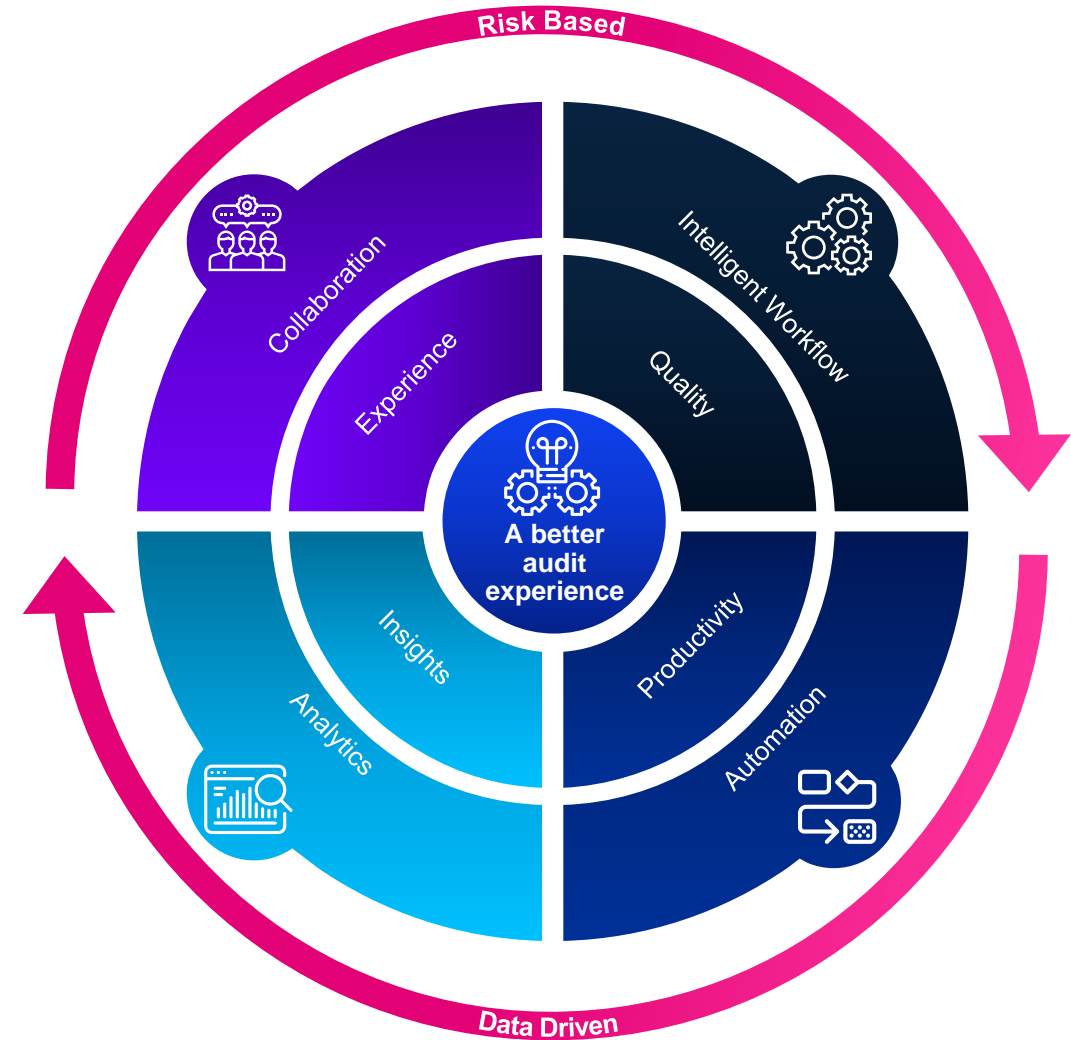 Risk Based
Collaboration
Intelligent Workflow
Experience
Quality
A better
audit
experience
Insights
Productivity
Analytics
Automation
Data Driven